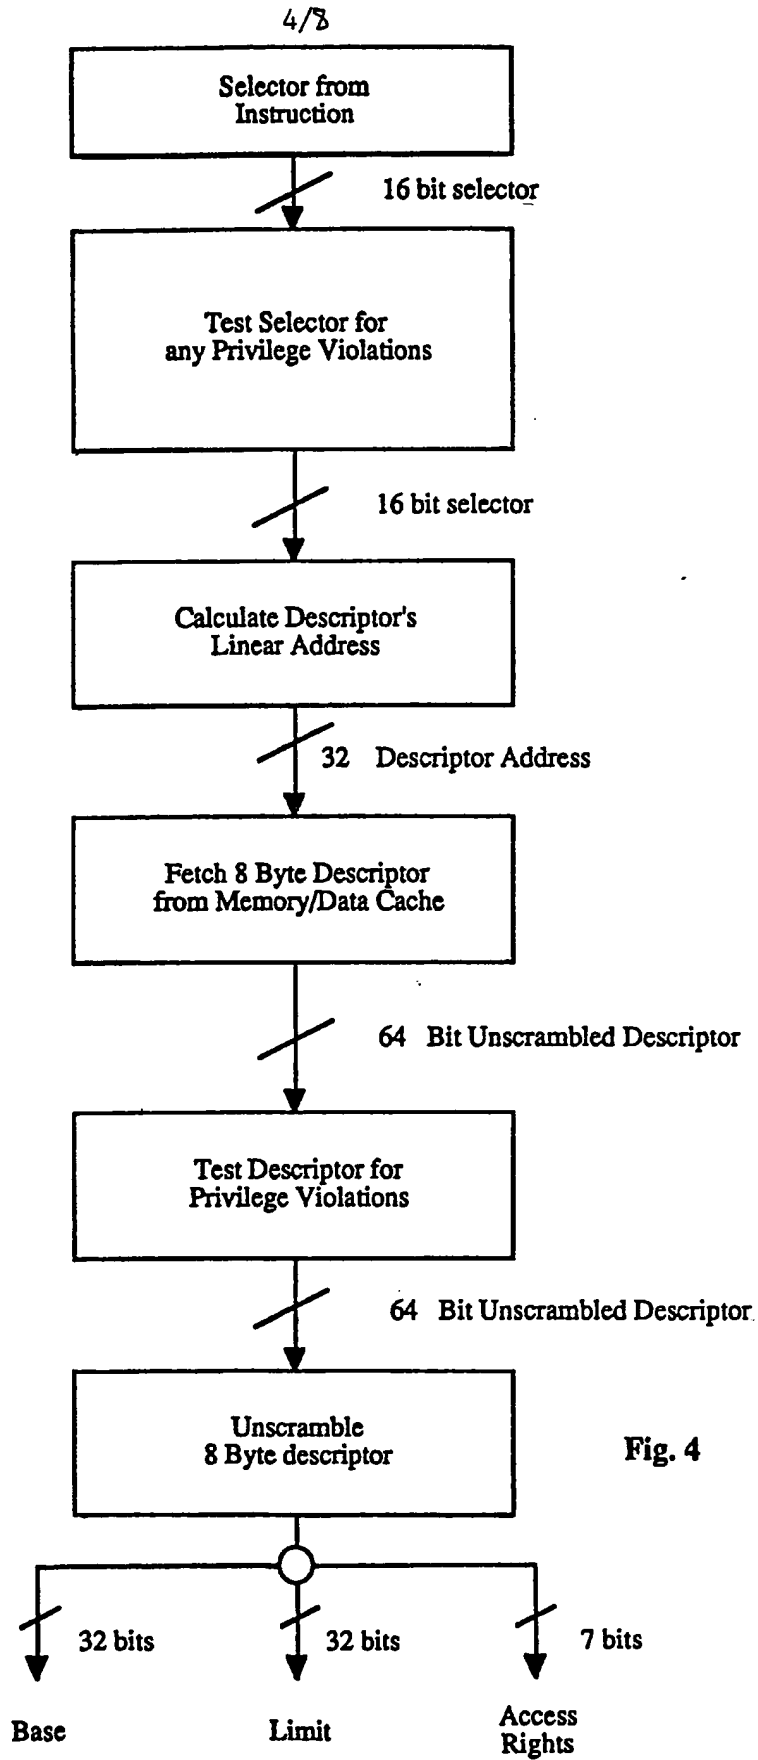 4/8
Selector from
Instruction
16 bit selector
Test Selector for
any Privilege Violations
16 bit selector
Calculate Descriptor's
Linear Address
32 Descriptor Address
Fetch 8 Byte Descriptor
from Memory/Data Cache
64 Bit Unscrambled Descriptor
Test Descriptor for
Privilege Violations
64 Bit Unscrambled Descriptor
Unscramble
8 Byte descriptor
Fig. 4
32 bits
32 bits
7 bits
Base
Limit
Access
Rights